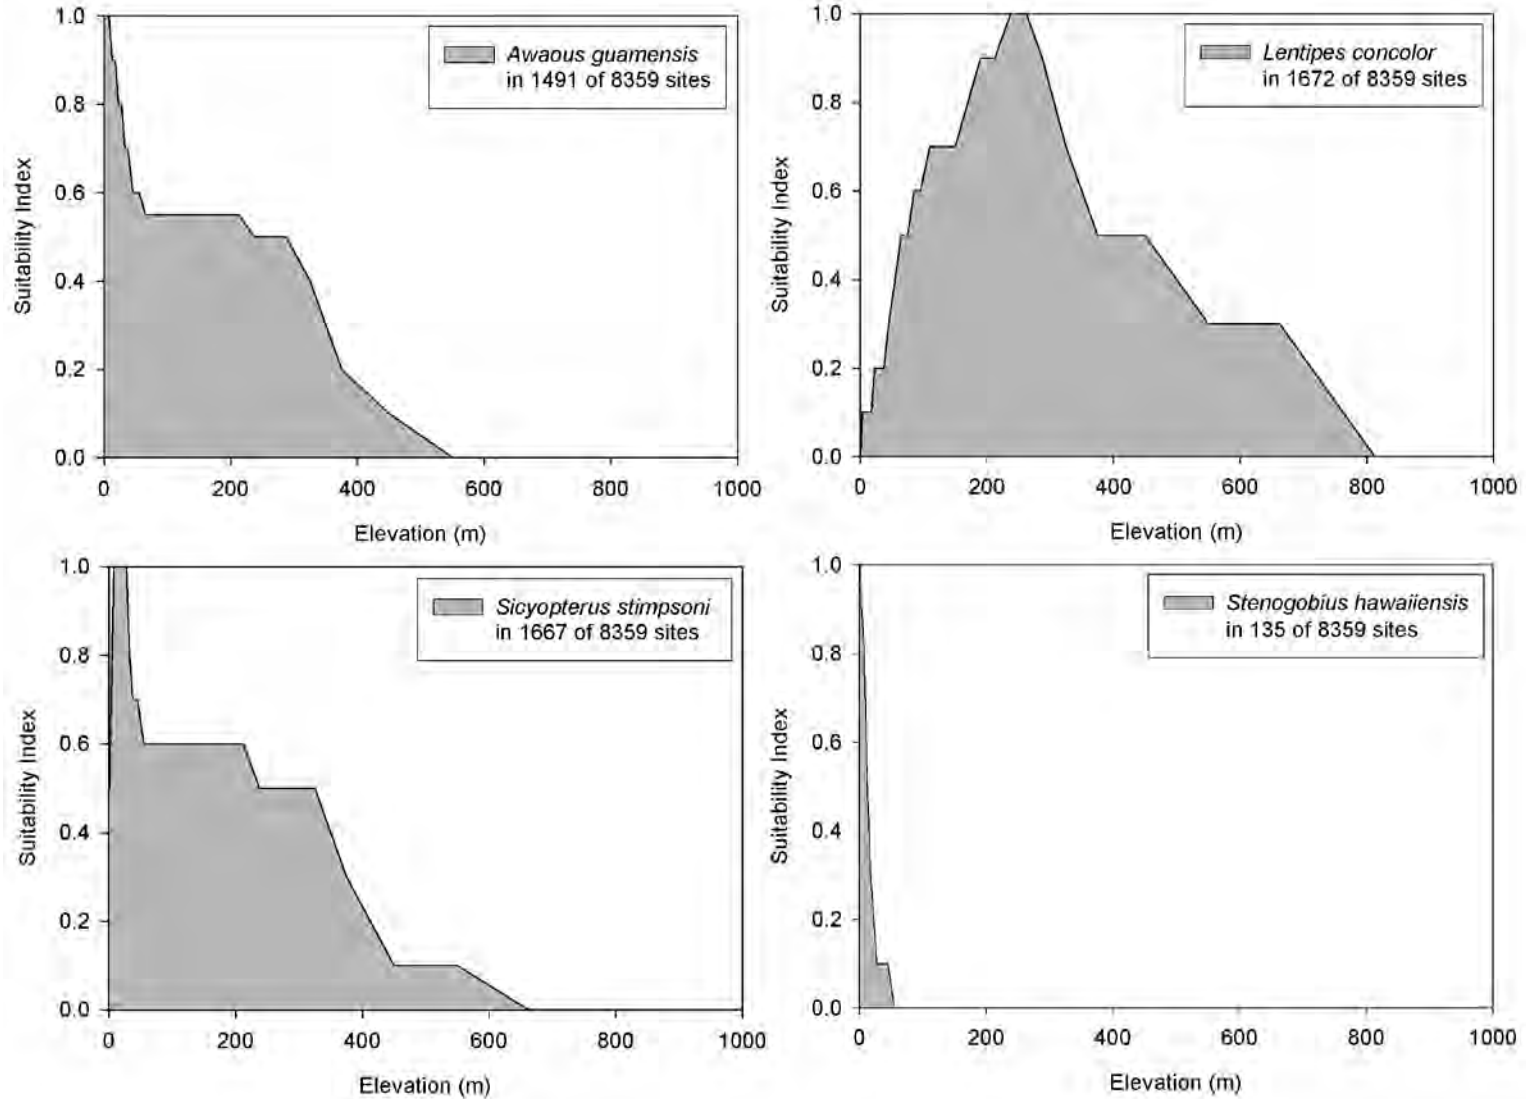 Awaous guamensis
in 1491 of 8359 sites
Suitability Index
1.0
0.8
0.6
0.4
0.2
0.0
0 200 400 600 800 1000
Elevation (m)
Lentipes concolor
in 1672 of 8359 sites
Suitability Index
1.0
0.8
0.6
0.4
0.2
0.0
0 200 400 600 800 1000
Elevation (m)
Sicyopterus stimpsoni
in 1667 of 8359 sites
Suitability Index
1.0
0.8
0.6
0.4
0.2
0.0
0 200 400 600 800 1000
Elevation (m)
Stenogobius hawaiiensis
in 135 of 8359 sites
Suitability Index
1.0
0.8
0.6
0.4
0.2
0.0
0 200 400 600 800 1000
Elevation (m)